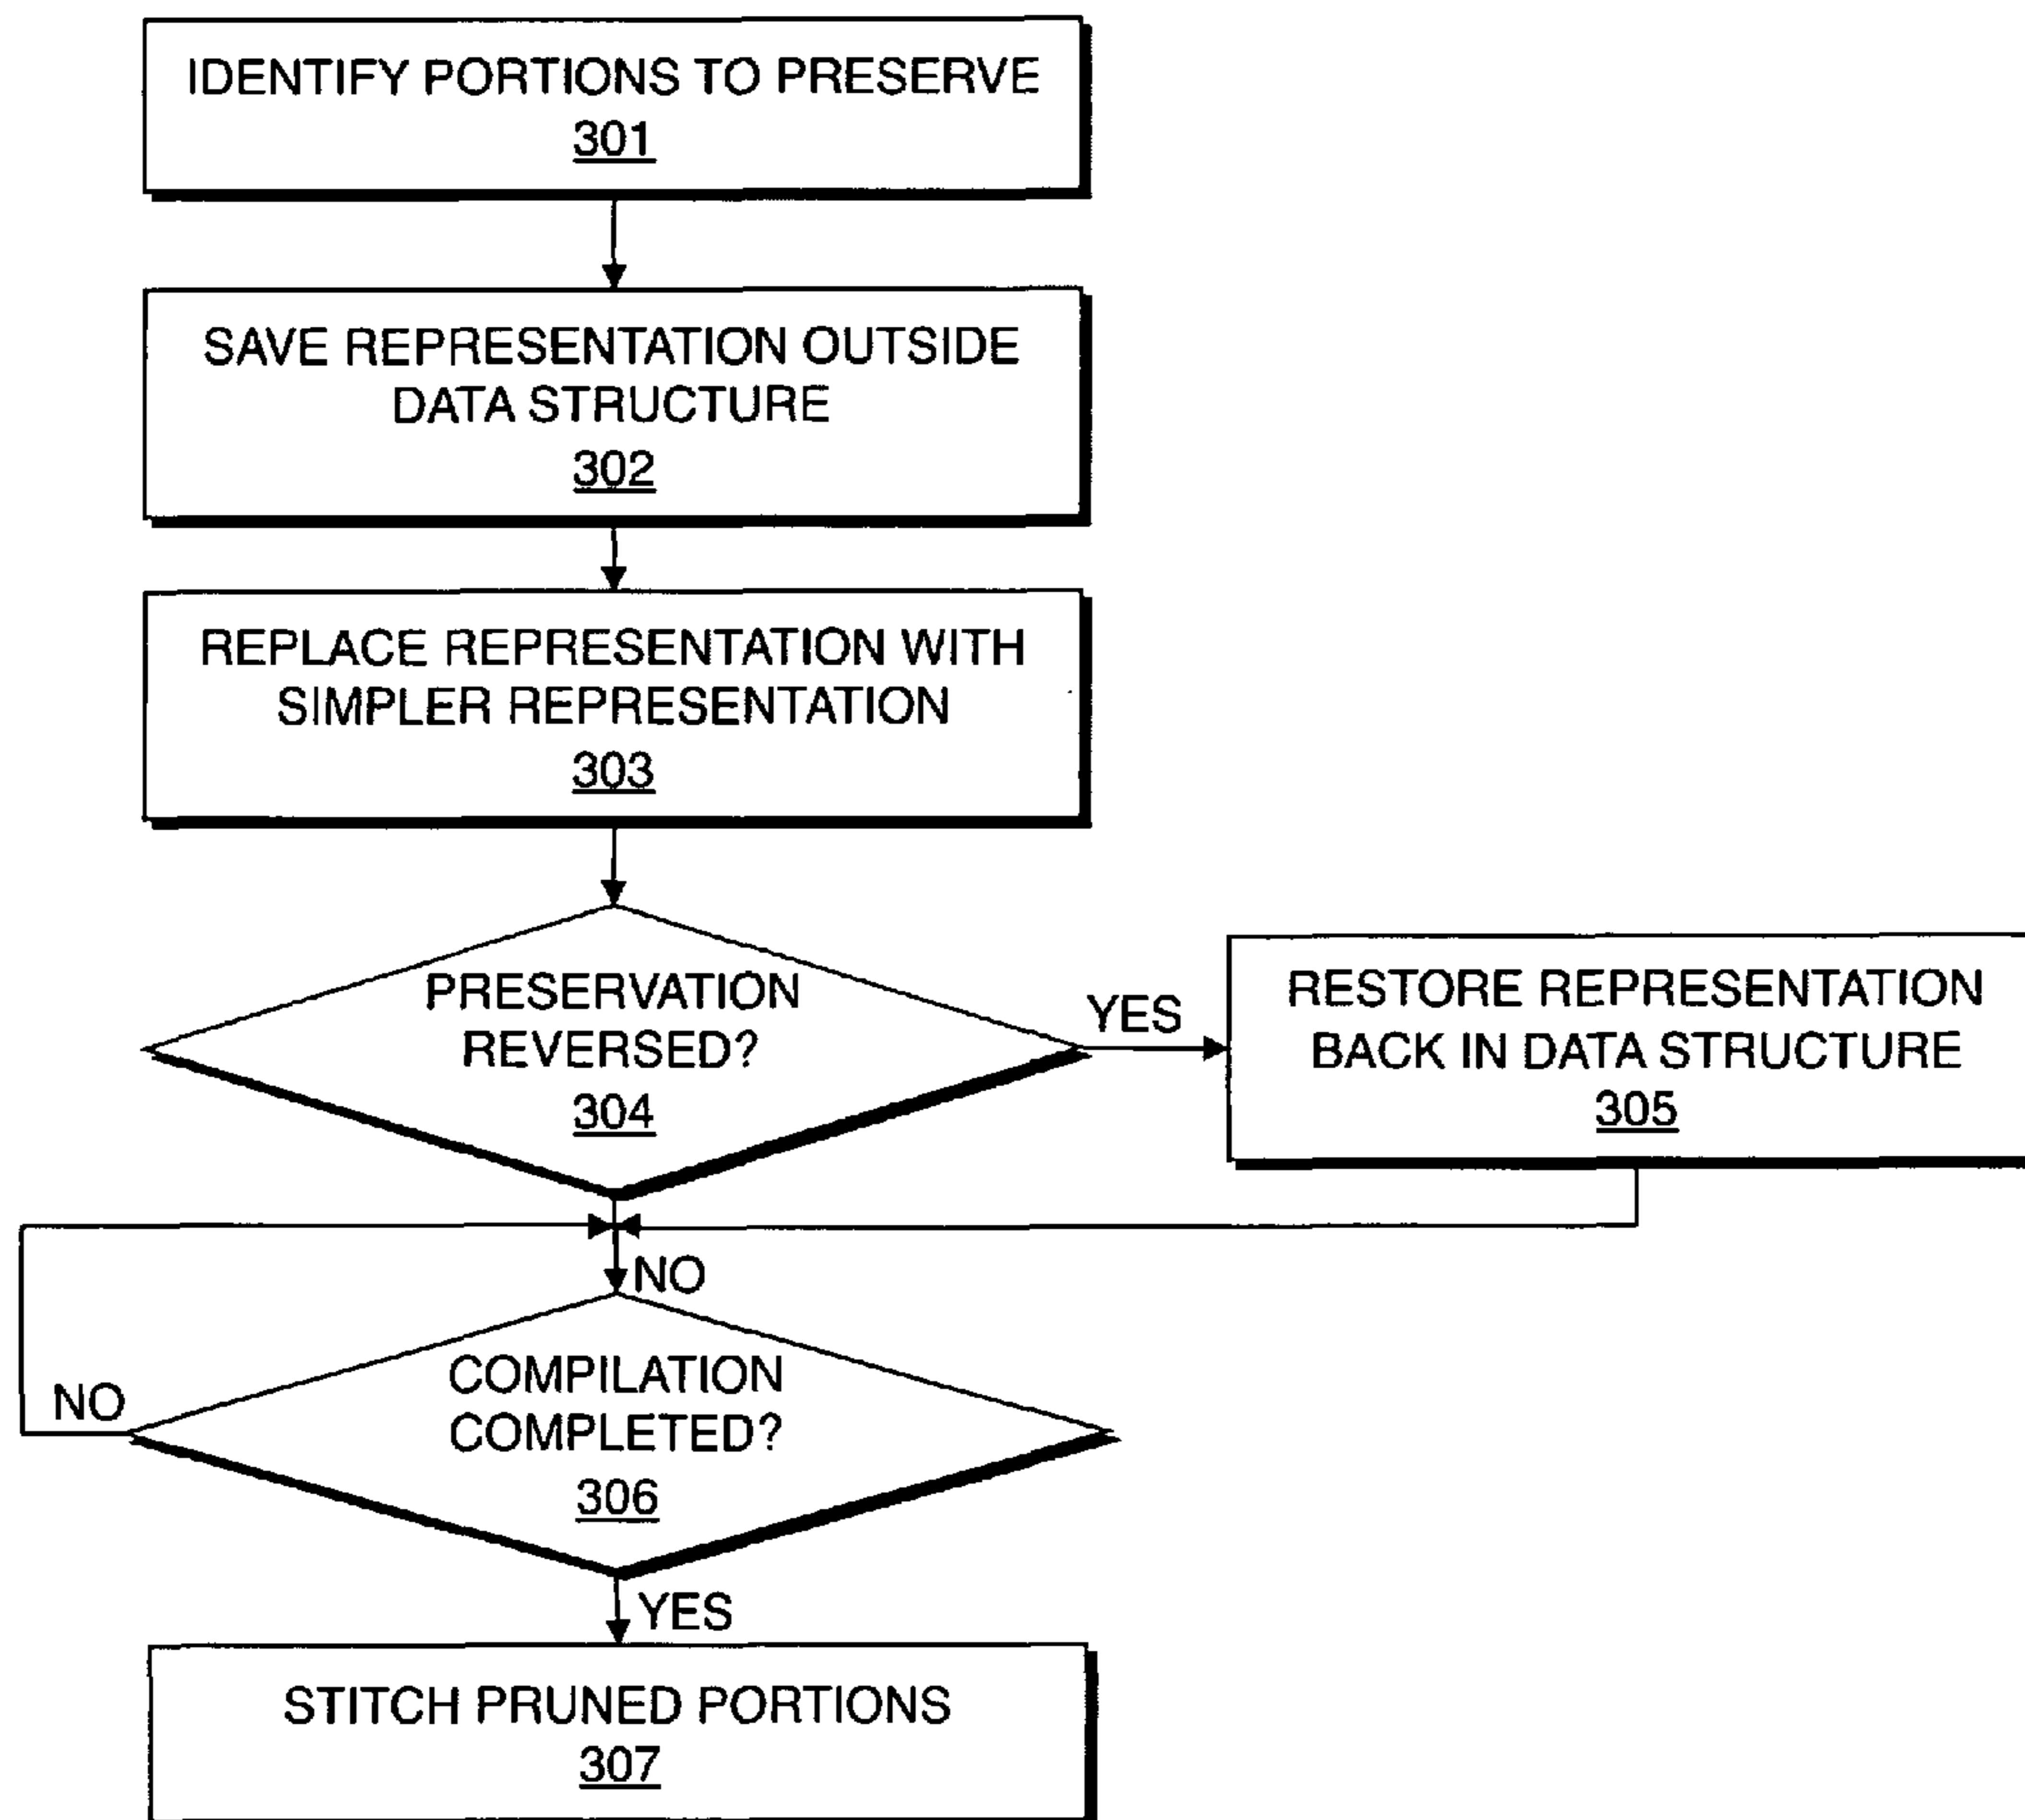 IDENTIFY PORTIONS TO PRESERVE
301
SAVE REPRESENTATION OUTSIDE
DATA STRUCTURE
302
REPLACE REPRESENTATION WITH
SIMPLER REPRESENTATION
303
PRESERVATION
REVERSED?
304
YES
RESTORE REPRESENTATION
BACK IN DATA STRUCTURE
305
NO
COMPILATION
COMPLETED?
306
NO
YES
STITCH PRUNED PORTIONS
307